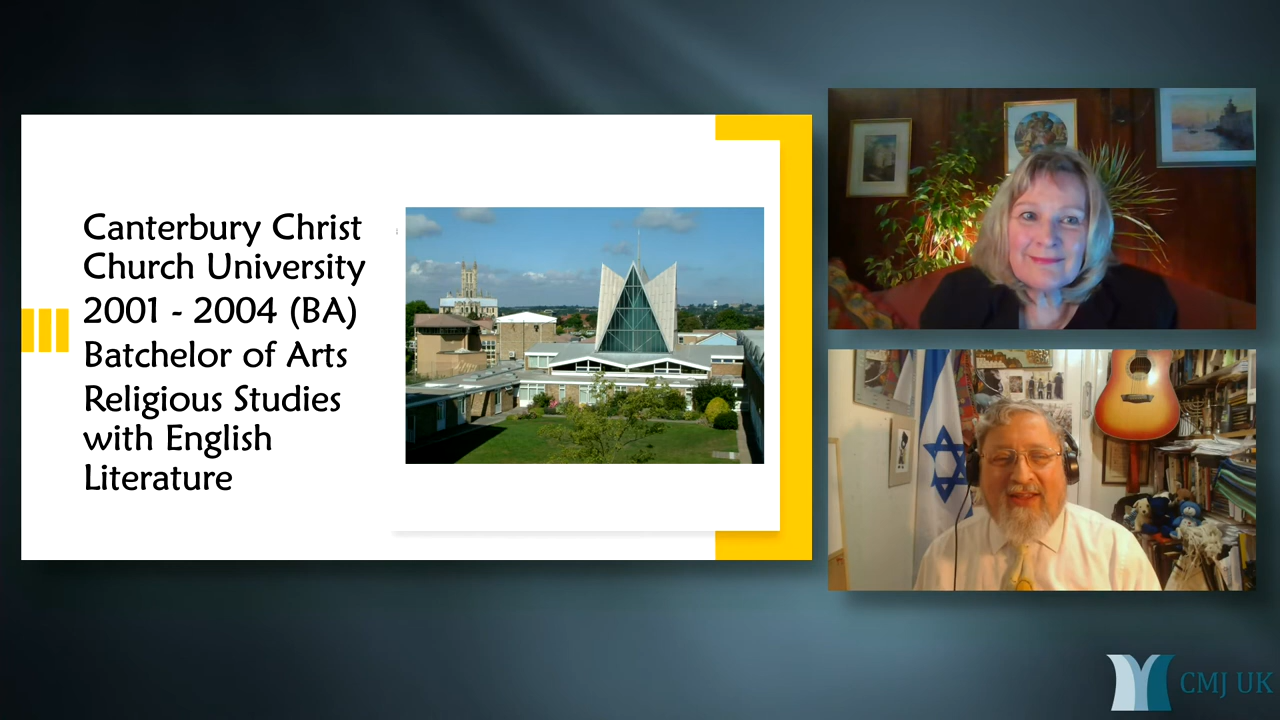 Canterbury Christ
Church University
2001 - 2004 (BA)
Batchelor of Arts
Religious Studies
with English
Literature
CMJ UK